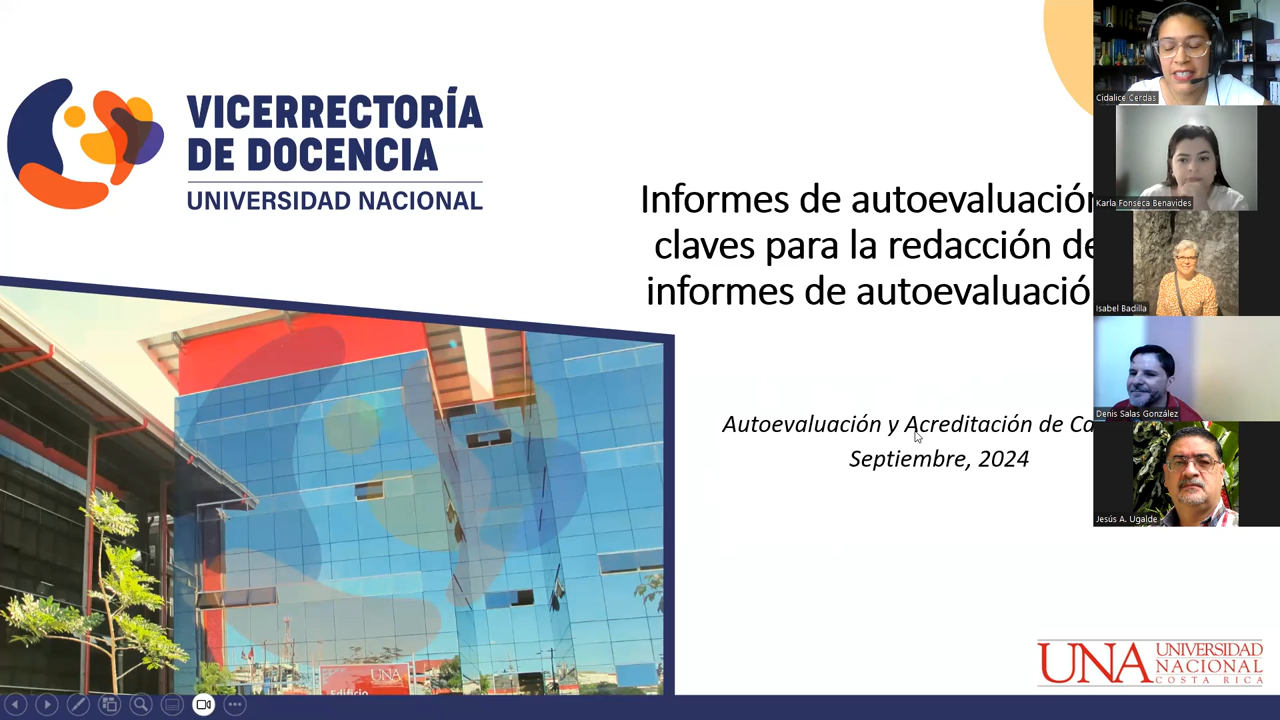 VICERRECTORÍA
DE DOCENCIA
UNIVERSIDAD NACIONAL
Informes de autoevaluación
claves para la redacción de
informes de autoevaluació
Autoevaluación y Acreditación de Ca
Septiembre, 2024
Cidalice Cerdas
Karla Fonseca Benavides
Isabel Badilla
Denis Salas González
Jesús A. Ugalde
UNA
Edificio
UNA UNIVERSIDAD
NACIONAL
COSTA RICA